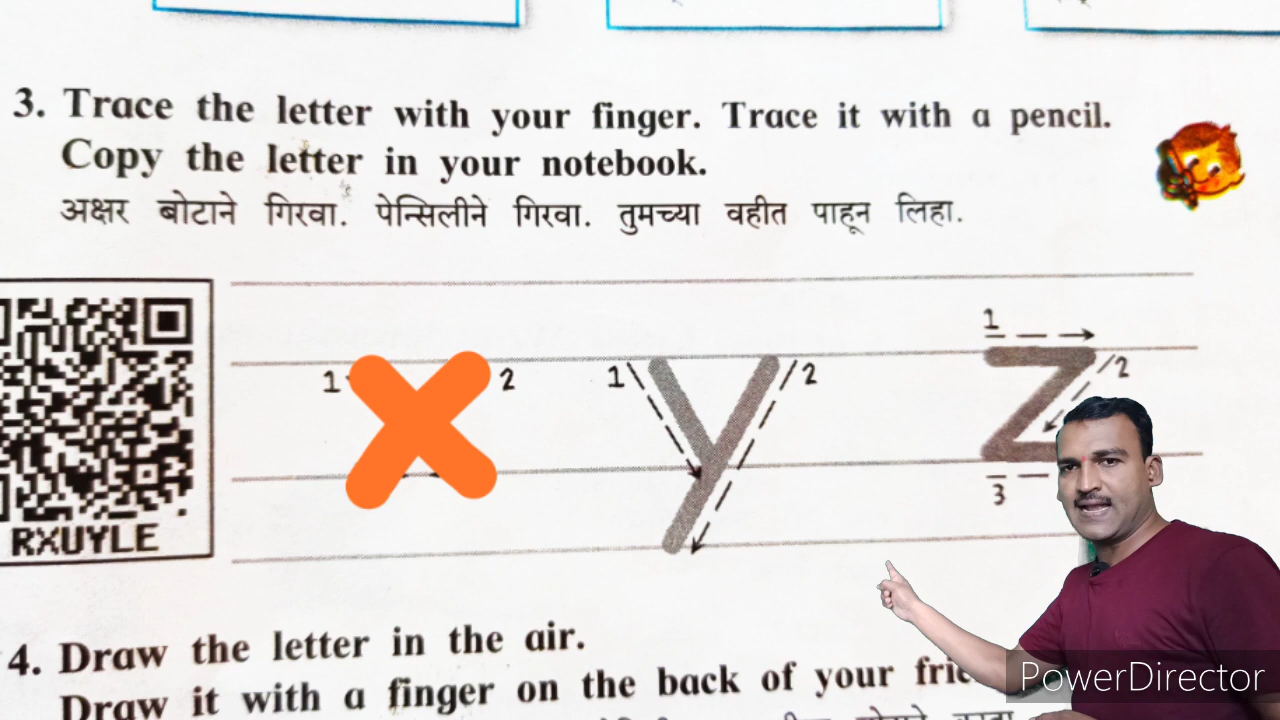 3. Trace the letter with your finger. Trace it with a pencil.
Copy the letter in your notebook.
अक्षर बोटाने गिरवा. पेन्सिलीने गिरवा. तुमच्या वहीत पाहून लिहा.
1 x 2 1 y 2 1 z 2
3
RXUYLE
4. Draw the letter in the air.
Draw it with a finger on the back of your
PowerDirector